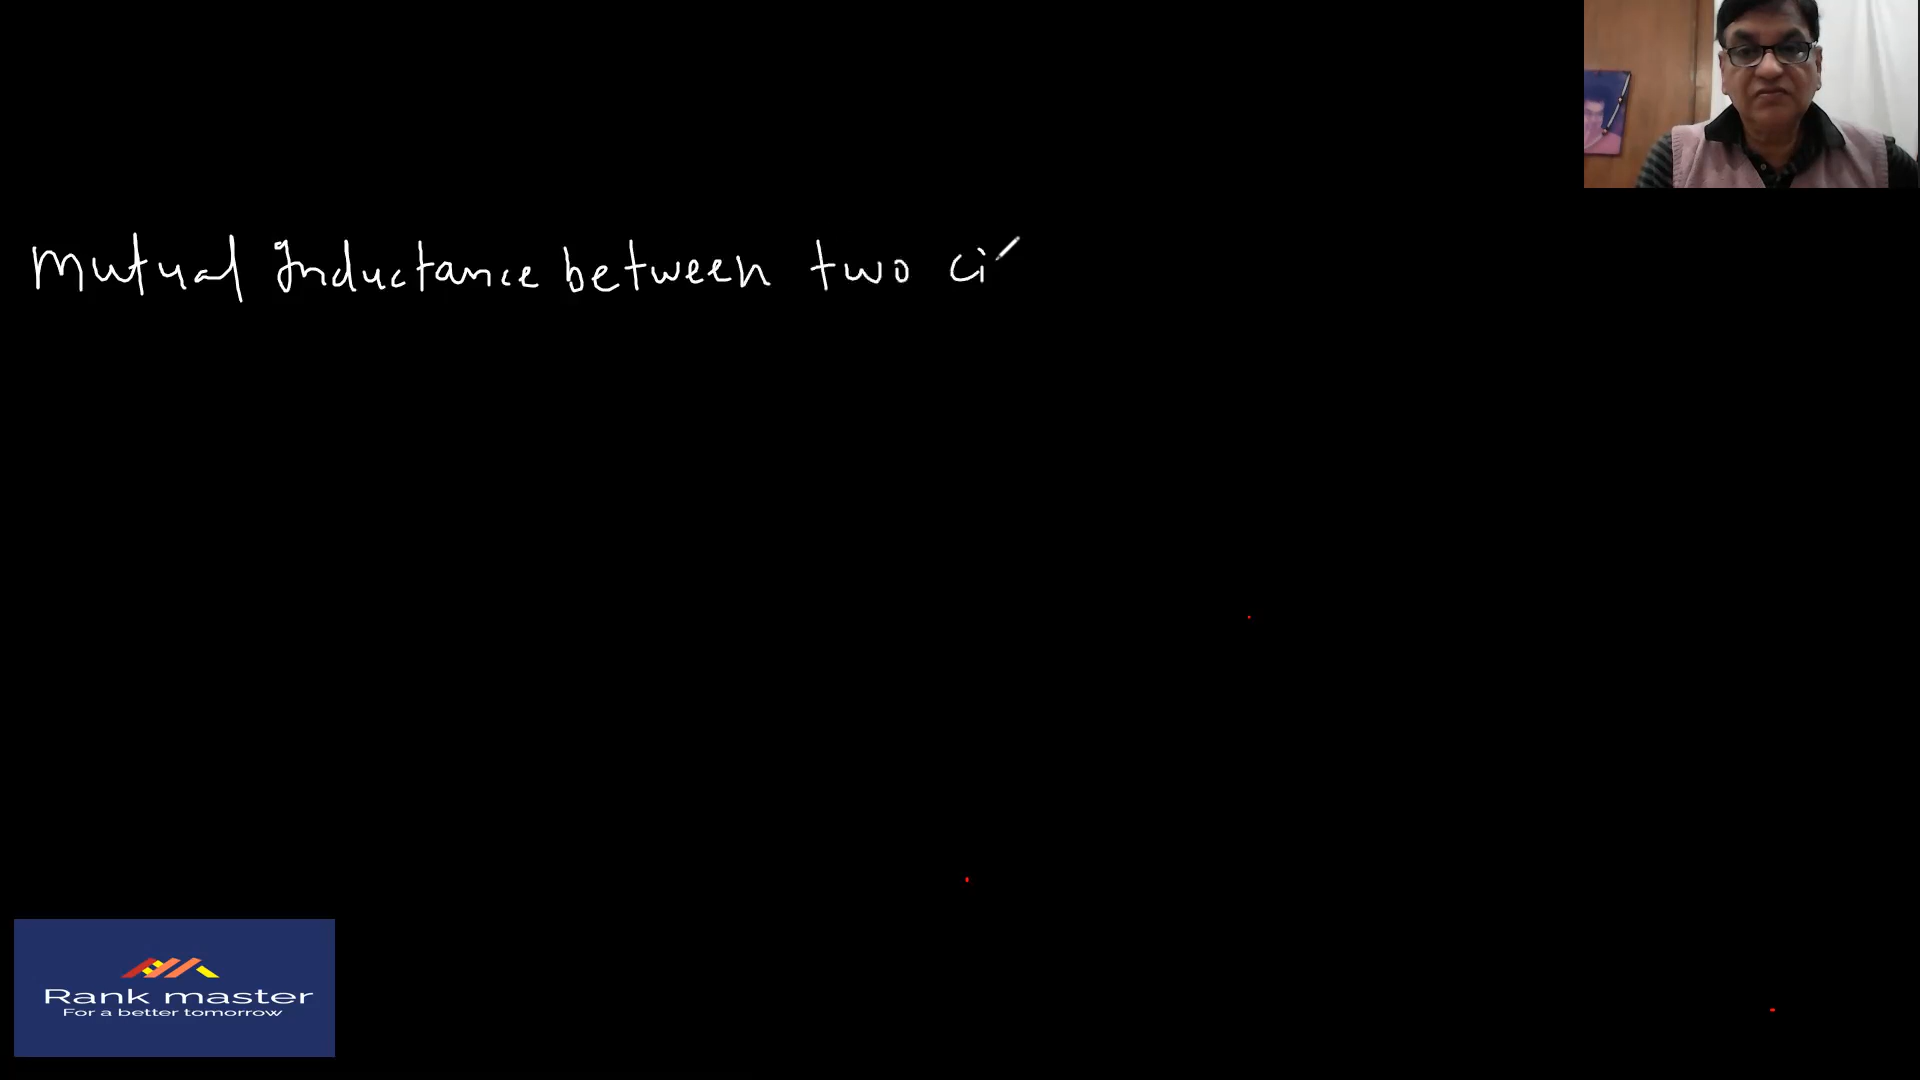 Mutual Inductance between two ci
Rank master
For a better tomorrow